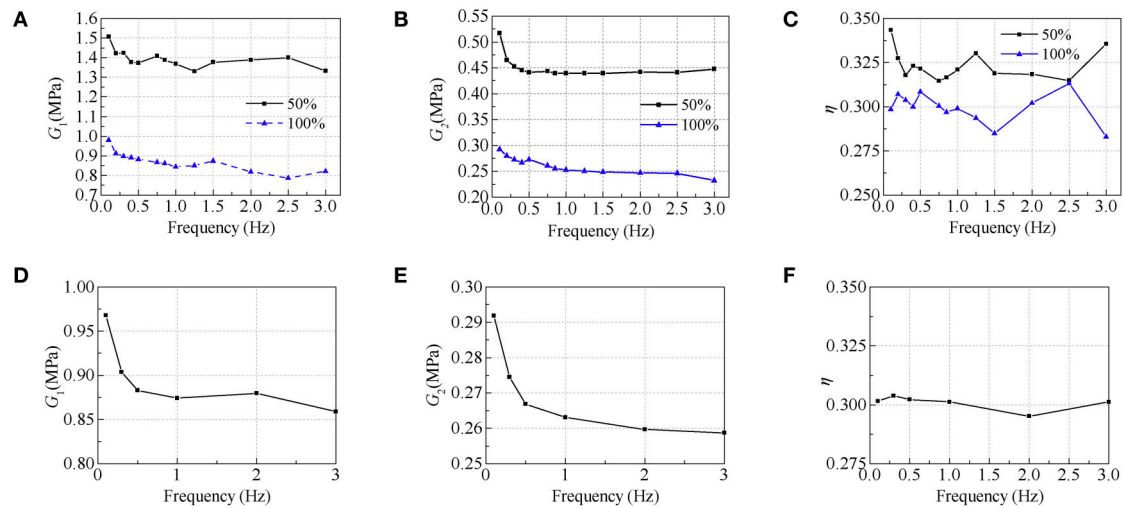 A
1.6
1.5
1.4
1.3
1.2
1.1
1.0
0.9
0.8
0.7
G1(MPa)
50%
100%
0.0 0.5 1.0 1.5 2.0 2.5 3.0
Frequency (Hz)
B
0.55
0.50
0.45
0.40
0.35
0.30
0.25
0.20
G2(MPa)
50%
100%
0.0 0.5 1.0 1.5 2.0 2.5 3.0
Frequency (Hz)
C
0.350
0.325
0.300
0.275
0.250
η
50%
100%
0.0 0.5 1.0 1.5 2.0 2.5 3.0
Frequency (Hz)
D
1.00
0.95
0.90
0.85
0.80
G1(MPa)
0 1 2 3
Frequency (Hz)
E
0.30
0.29
0.28
0.27
0.26
0.25
G2(MPa)
0 1 2 3
Frequency (Hz)
F
0.350
0.325
0.300
0.275
η
0.0 0.5 1.0 1.5 2.0 2.5 3.0
Frequency (Hz)